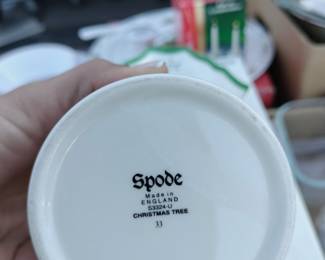 Spode
Made in
ENGLAND
S3324-U
CHRISTMAS TREE
33